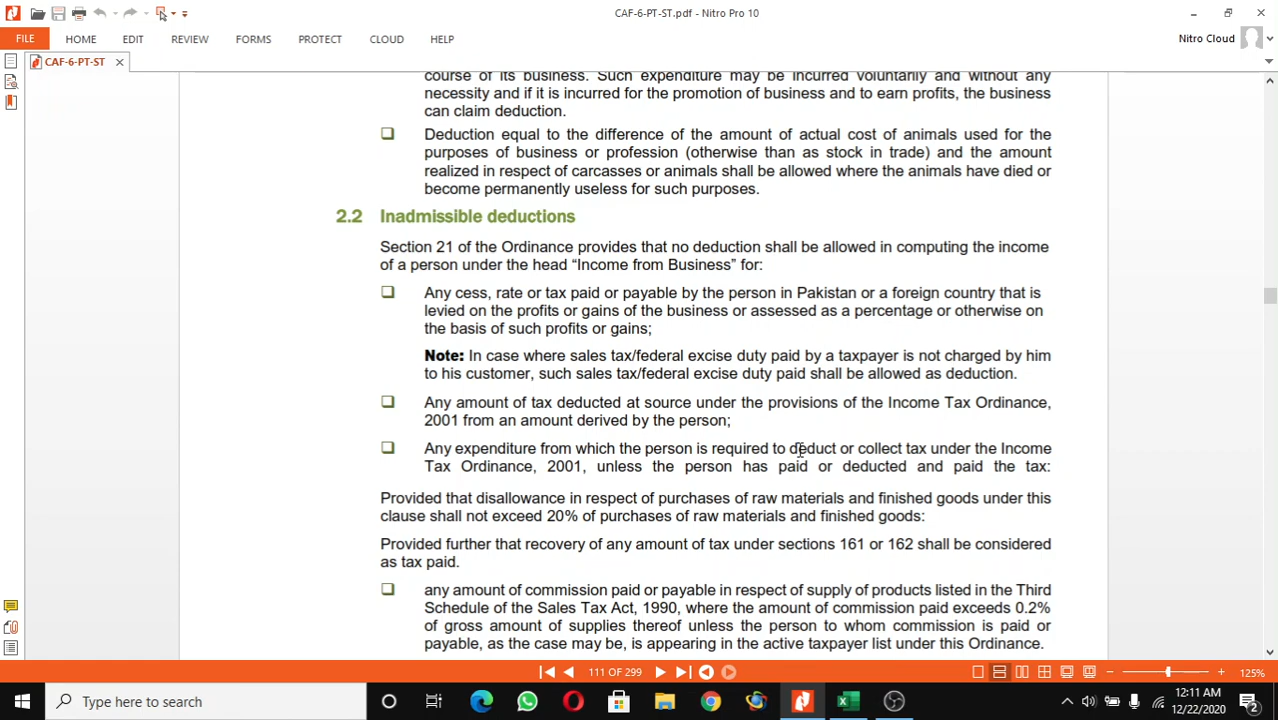 CAF-6-PT-ST.pdf - Nitro Pro 10
FILE HOME EDIT REVIEW FORMS PROTECT CLOUD HELP Nitro Cloud
CAF-6-PT-ST
course of its business. Such expenditure may be incurred voluntarily and without any
necessity and if it is incurred for the promotion of business and to earn profits, the business
can claim deduction.
Deduction equal to the difference of the amount of actual cost of animals used for the
purposes of business or profession (otherwise than as stock in trade) and the amount
realized in respect of carcasses or animals shall be allowed where the animals have died or
become permanently useless for such purposes.
2.2 Inadmissible deductions
Section 21 of the Ordinance provides that no deduction shall be allowed in computing the income
of a person under the head “Income from Business” for:
Any cess, rate or tax paid or payable by the person in Pakistan or a foreign country that is
levied on the profits or gains of the business or assessed as a percentage or otherwise on
the basis of such profits or gains;
Note: In case where sales tax/federal excise duty paid by a taxpayer is not charged by him
to his customer, such sales tax/federal excise duty paid shall be allowed as deduction.
Any amount of tax deducted at source under the provisions of the Income Tax Ordinance,
2001 from an amount derived by the person;
Any expenditure from which the person is required to deduct or collect tax under the Income
Tax Ordinance, 2001, unless the person has paid or deducted and paid the tax:
Provided that disallowance in respect of purchases of raw materials and finished goods under this
clause shall not exceed 20% of purchases of raw materials and finished goods:
Provided further that recovery of any amount of tax under sections 161 or 162 shall be considered
as tax paid.
any amount of commission paid or payable in respect of supply of products listed in the Third
Schedule of the Sales Tax Act, 1990, where the amount of commission paid exceeds 0.2%
of gross amount of supplies thereof unless the person to whom commission is paid or
payable, as the case may be, is appearing in the active taxpayer list under this Ordinance.
111 OF 299 125%
Type here to search
12:11 AM
12/22/2020
2